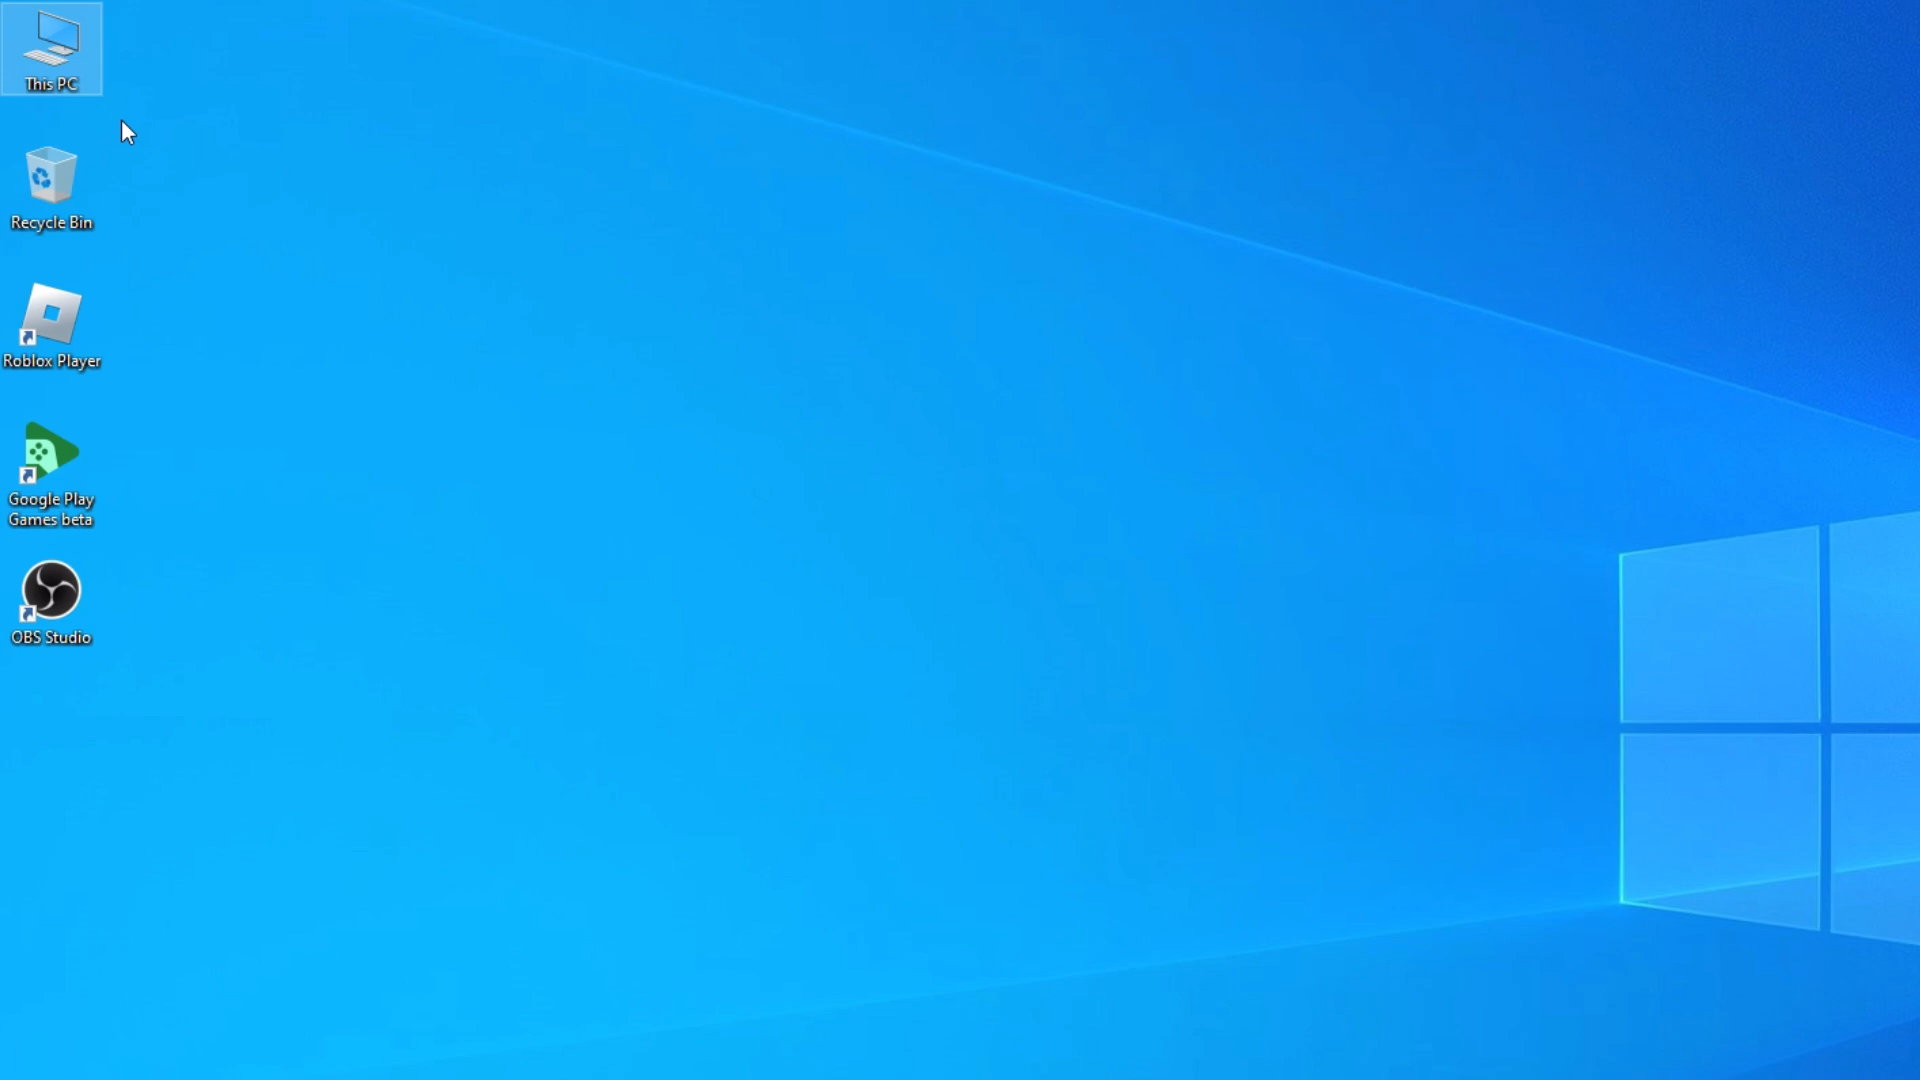 This PC
Recycle Bin
Roblox Player
Google Play
Games beta
OBS Studio